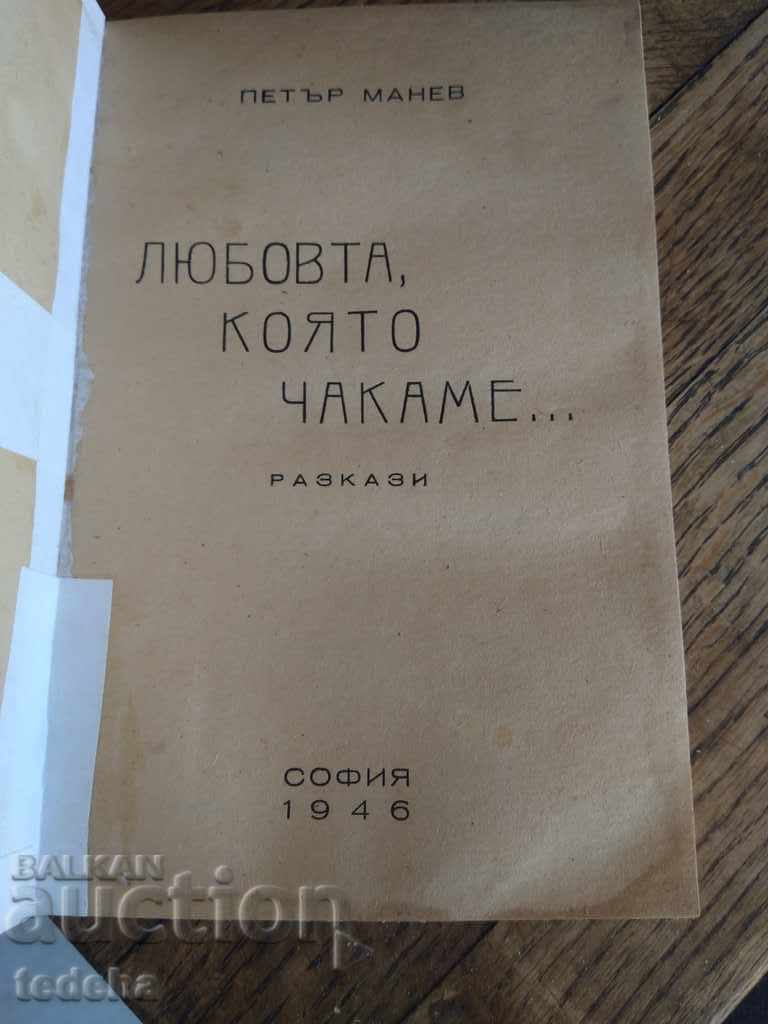 ПЕТЪР МАНЕВ
ЛЮБОВТА,
КОЯТО
ЧАКАМЕ...
РАЗКАЗИ
СОФИЯ
1946
BALKAN
auction
tedeha